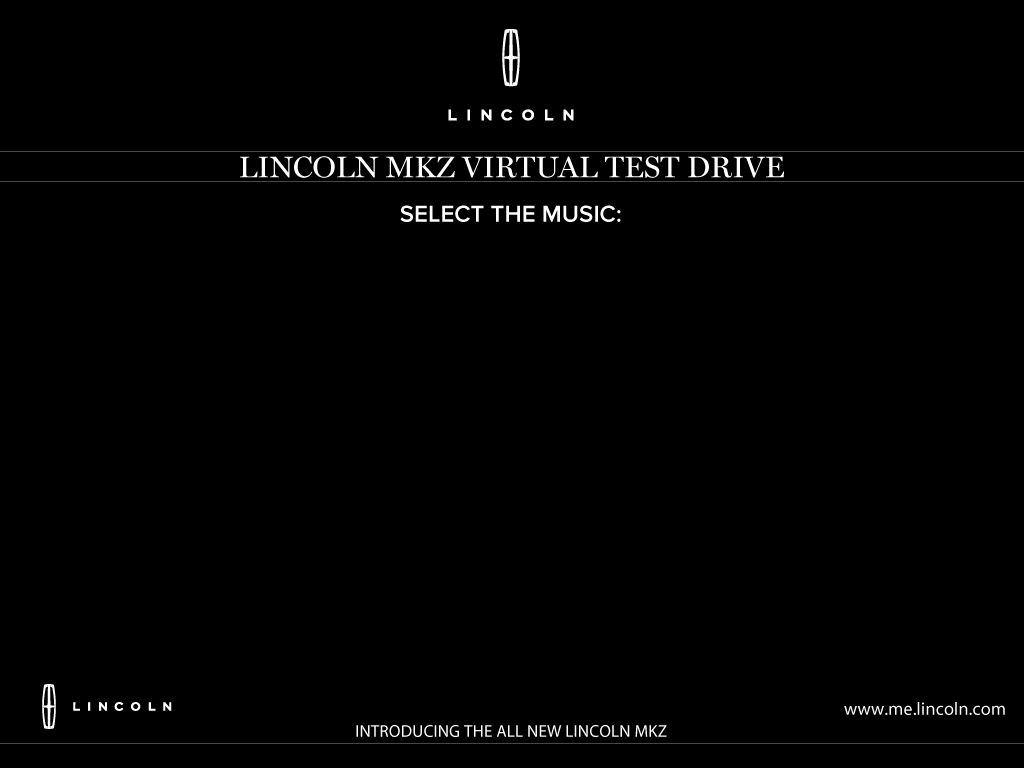 LINCOLN
LINCOLN MKZ VIRTUAL TEST DRIVE
SELECT THE MUSIC:
LINCOLN
www.me.lincoln.com
INTRODUCING THE ALL NEW LINCOLN MKZ